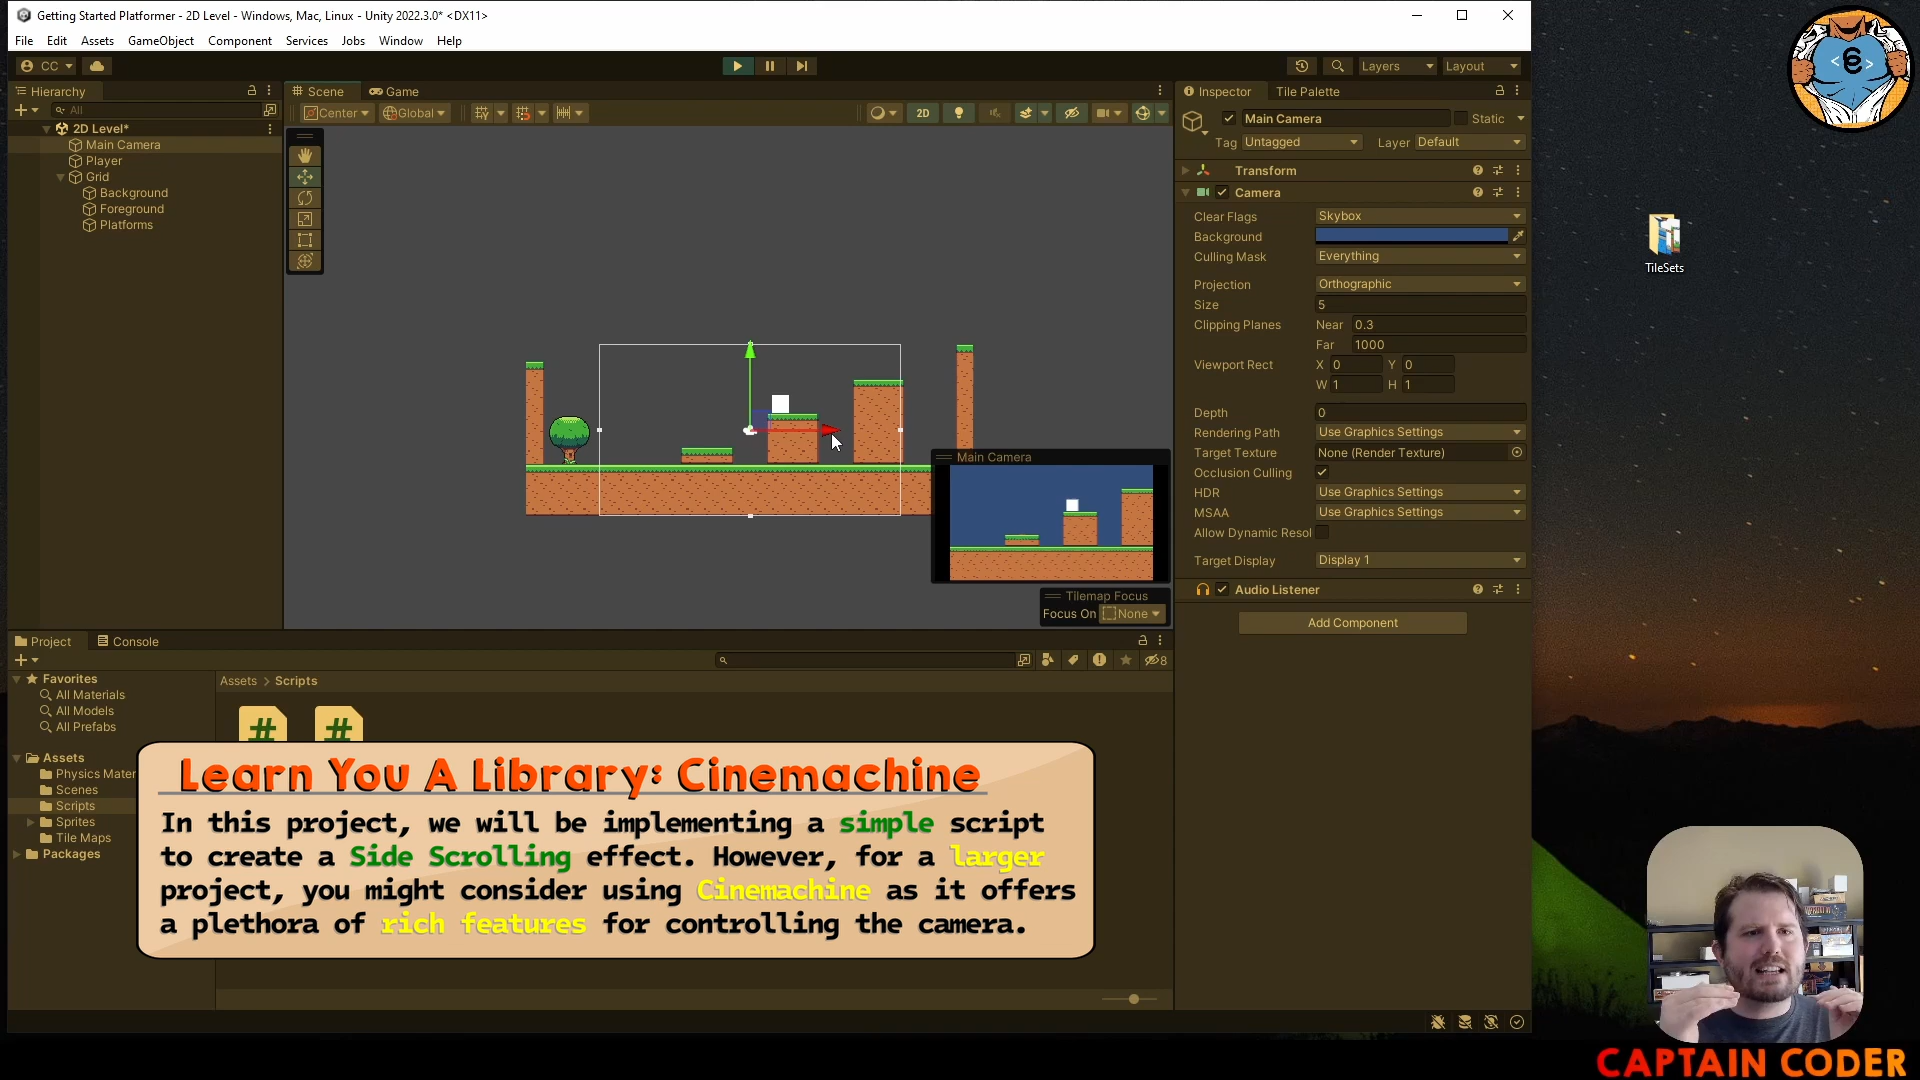 Getting Started Platformer - 2D Level - Windows, Mac, Linux - Unity 2022.3.0* <DX11>
File Edit Assets GameObject Component Services Jobs Window Help
CC
Layers
Layout
Hierarchy
All
2D Level*
Main Camera
Player
Grid
Background
Foreground
Platforms
Scene
Game
Center
Global
2D
Main Camera
Tilemap Focus
Focus On
None
Inspector
Tile Palette
Main Camera
Static
Tag Untagged
Layer Default
Transform
Camera
Clear Flags Skybox
Background
Culling Mask Everything
Projection Orthographic
Size 5
Clipping Planes Near 0.3
Far 1000
Viewport Rect X 0 Y 0
W 1 H 1
Depth 0
Rendering Path Use Graphics Settings
Target Texture None (Render Texture)
Occlusion Culling
HDR Use Graphics Settings
MSAA Use Graphics Settings
Allow Dynamic Resol
Target Display Display 1
Audio Listener
Add Component
Project
Console
8
Favorites
All Materials
All Models
All Prefabs
Assets
Physics Mater
Scenes
Scripts
Sprites
Tile Maps
Packages
Assets > Scripts
#
#
Learn You A Library: Cinemachine
In this project, we will be implementing a simple script
to create a Side Scrolling effect. However, for a larger
project, you might consider using Cinemachine as it offers
a plethora of rich features for controlling the camera.
TileSets
CAPTAIN CODER